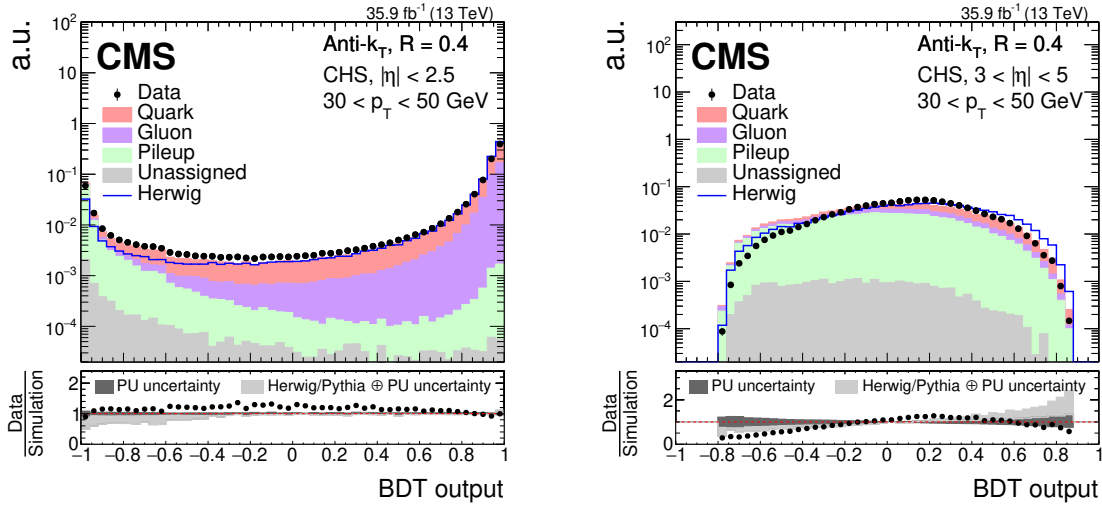 35.9 fb⁻¹ (13 TeV)
CMS
Anti-k_T, R = 0.4
CHS, |η| < 2.5
30 < p_T < 50 GeV
Data
Quark
Gluon
Pileup
Unassigned
Herwig
a.u.
10²
10
1
10⁻¹
10⁻²
10⁻³
10⁻⁴
PU uncertainty
Herwig/Pythia ⊕ PU uncertainty
Data
Simulation
2
1
0
−1 −0.8 −0.6 −0.4 −0.2 0 0.2 0.4 0.6 0.8 1
BDT output
35.9 fb⁻¹ (13 TeV)
CMS
Anti-k_T, R = 0.4
CHS, 3 < |η| < 5
30 < p_T < 50 GeV
Data
Quark
Gluon
Pileup
Unassigned
Herwig
a.u.
10²
10
1
10⁻¹
10⁻²
10⁻³
10⁻⁴
PU uncertainty
Herwig/Pythia ⊕ PU uncertainty
Data
Simulation
2
1
0
−1 −0.8 −0.6 −0.4 −0.2 0 0.2 0.4 0.6 0.8 1
BDT output